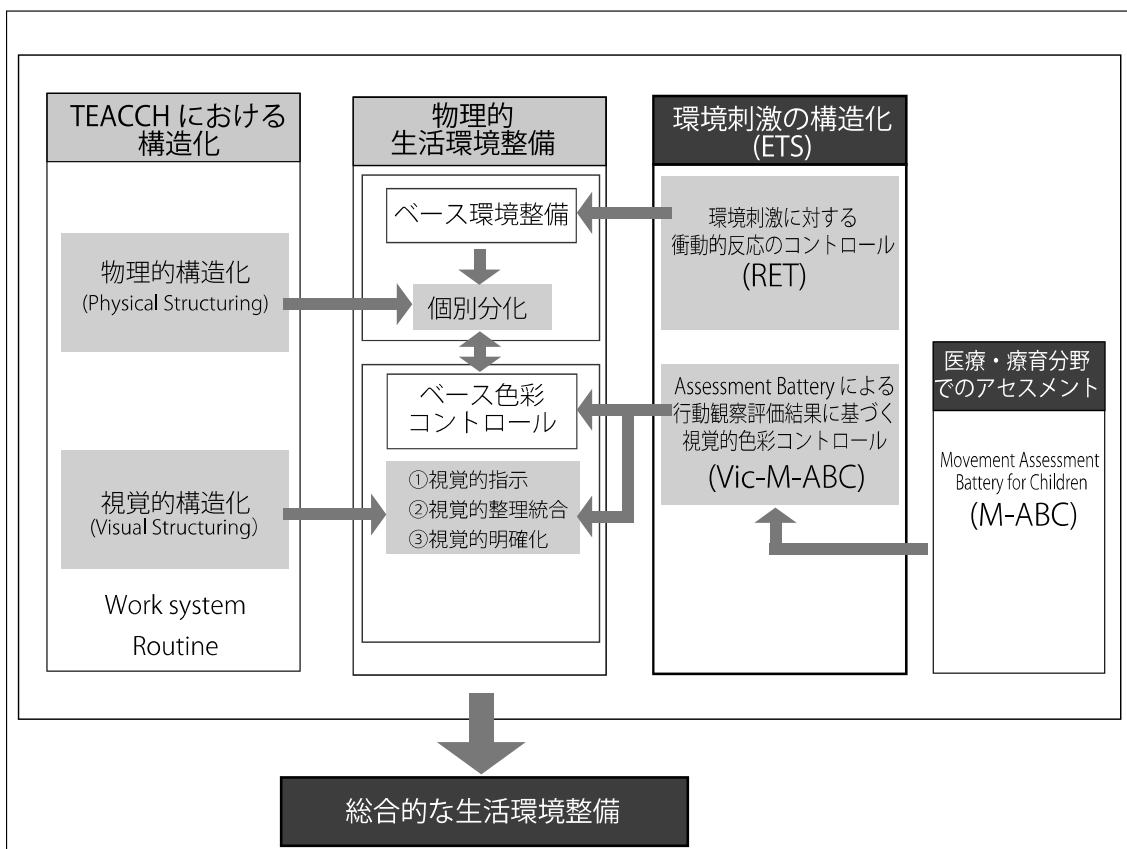 TEACCH における
構造化
物理的構造化
(Physical Structuring)
視覚的構造化
(Visual Structuring)
Work system
Routine
物理的
生活環境整備
ベース環境整備
個別分化
ベース色彩
コントロール
①視覚的指示
②視覚的整理統合
③視覚的明確化
環境刺激の構造化
(ETS)
環境刺激に対する
衝動的反応のコントロール
(RET)
Assessment Battery による
行動観察評価結果に基づく
視覚的色彩コントロール
(Vic-M-ABC)
医療・療育分野
でのアセスメント
Movement Assessment
Battery for Children
(M-ABC)
総合的な生活環境整備